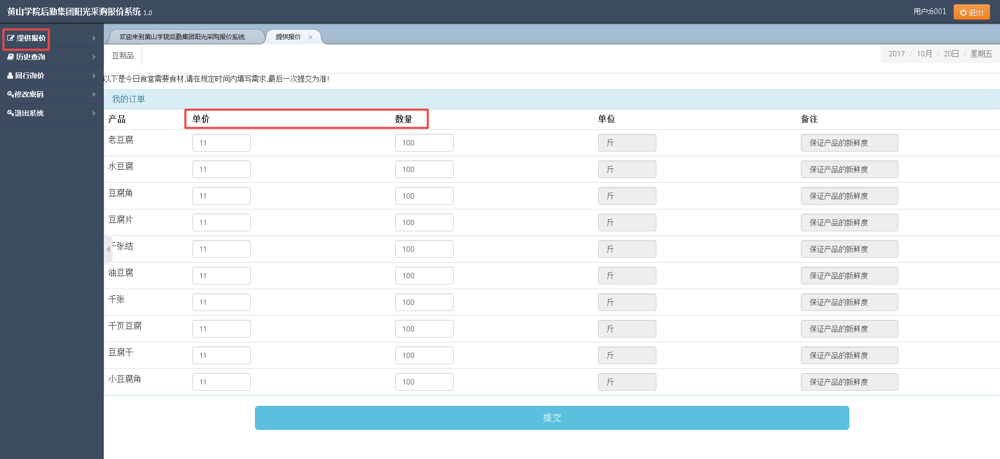 黄山学院后勤集团阳光采购报价系统 1.0
用户:6001
退出
提供报价
历史查询
同行询价
修改密码
退出系统
欢迎来到黄山学院后勤集团阳光采购报价系统
提供报价 ×
豆制品
2017 / 10月 / 20日 / 星期五
以下是今日食堂需要食材,请在规定时间内填写需求,最后一次提交为准!
我的订单
产品 单价 数量 单位 备注
老豆腐 11 100 斤 保证产品的新鲜度
水豆腐 11 100 斤 保证产品的新鲜度
豆腐角 11 100 斤 保证产品的新鲜度
豆腐片 11 100 斤 保证产品的新鲜度
千张结 11 100 斤 保证产品的新鲜度
油豆腐 11 100 斤 保证产品的新鲜度
千张 11 100 斤 保证产品的新鲜度
千页豆腐 11 100 斤 保证产品的新鲜度
豆腐干 11 100 斤 保证产品的新鲜度
小豆腐角 11 100 斤 保证产品的新鲜度
提交